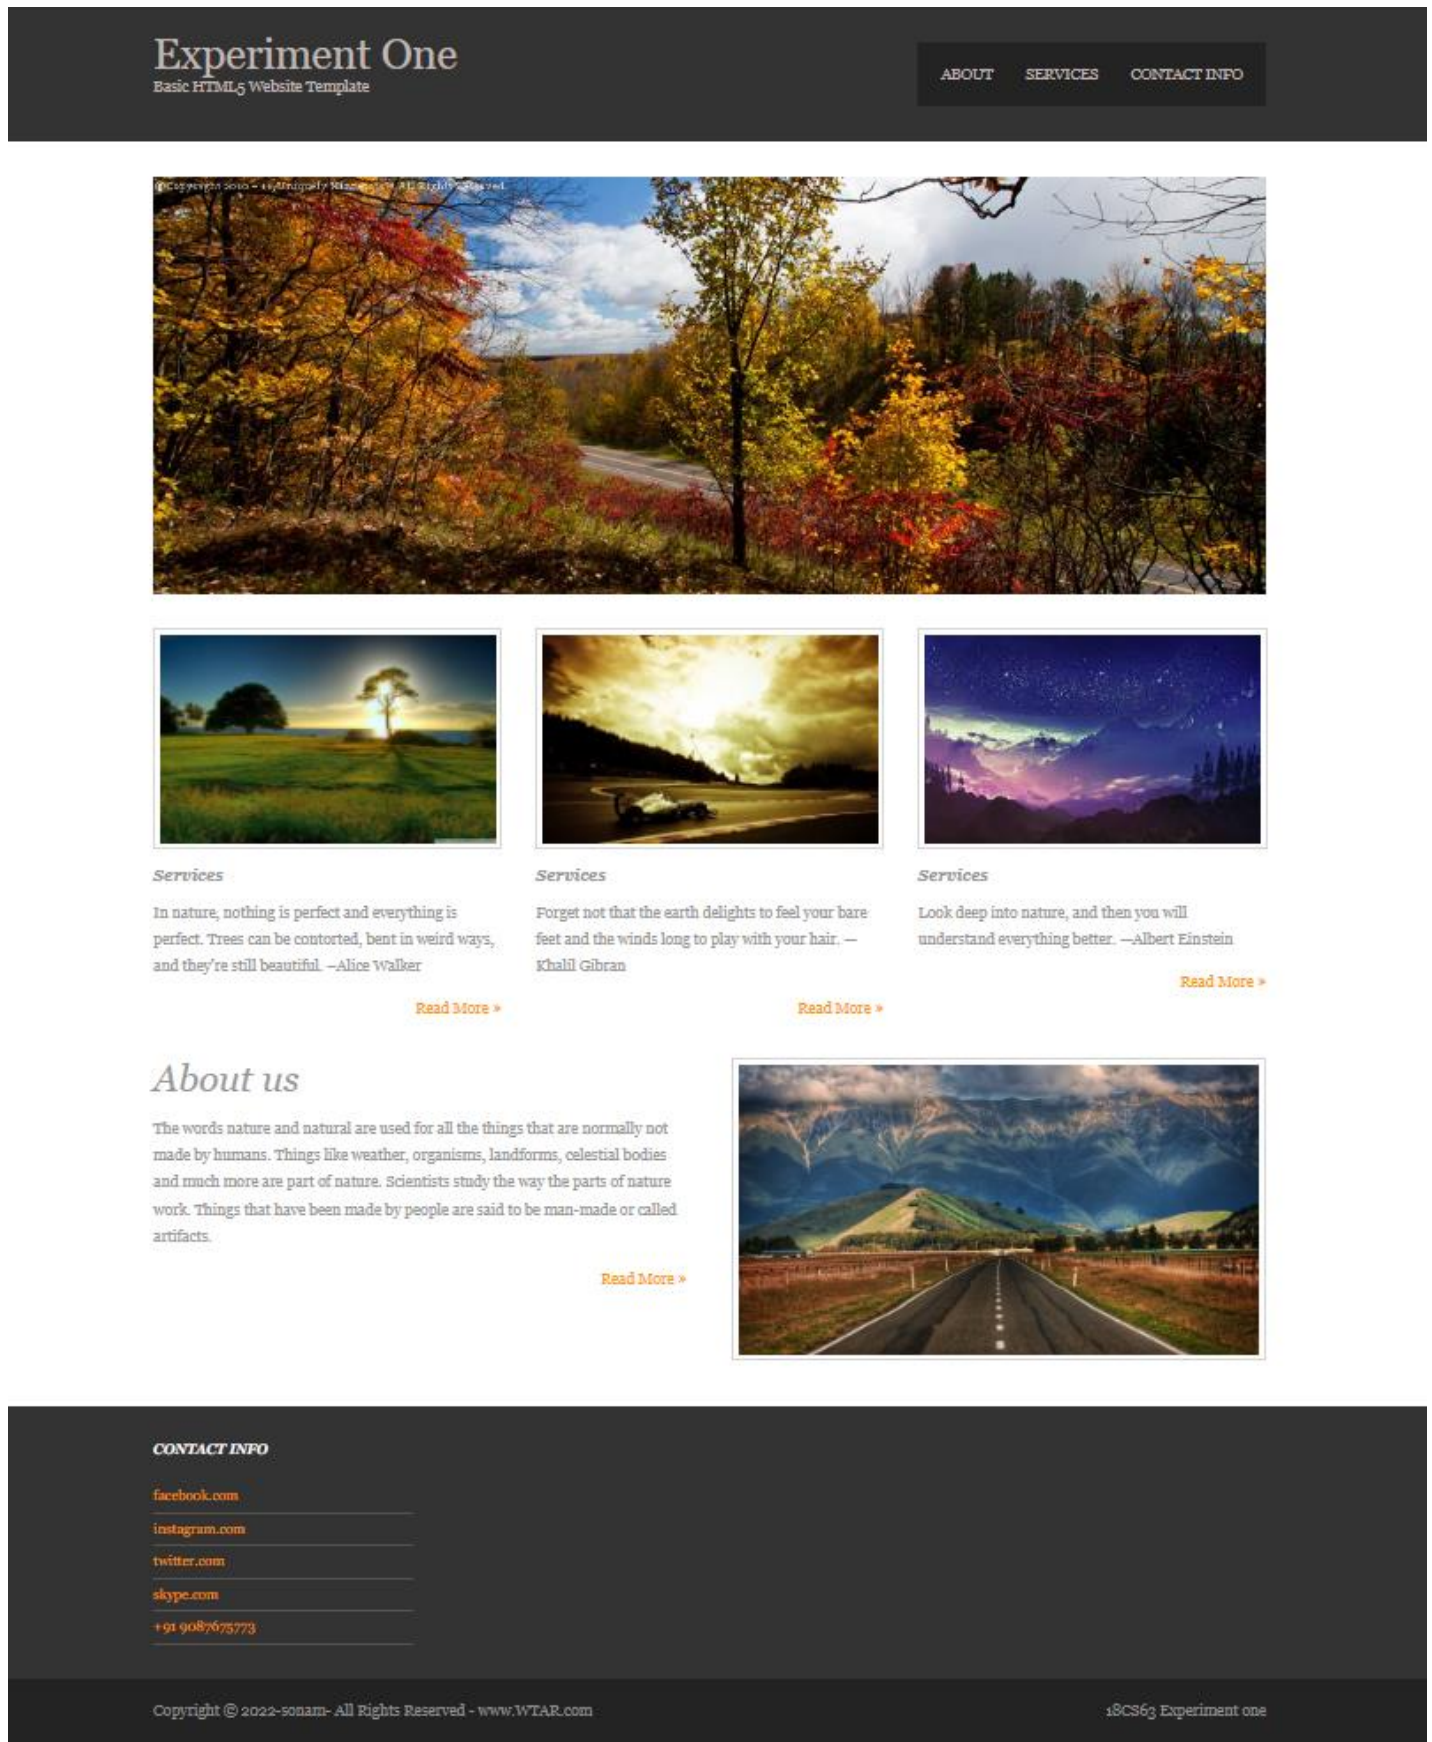 Experiment One
Basic HTML5 Website Template
ABOUT SERVICES CONTACT INFO
©Copyright 2010 - 11 Uniquely Minnesota All Rights Reserved
Services
In nature, nothing is perfect and everything is
perfect. Trees can be contorted, bent in weird ways,
and they're still beautiful. –Alice Walker
Read More »
Services
Forget not that the earth delights to feel your bare
feet and the winds long to play with your hair. —
Khalil Gibran
Read More »
Services
Look deep into nature, and then you will
understand everything better. —Albert Einstein
Read More »
About us
The words nature and natural are used for all the things that are normally not
made by humans. Things like weather, organisms, landforms, celestial bodies
and much more are part of nature. Scientists study the way the parts of nature
work. Things that have been made by people are said to be man-made or called
artifacts.
Read More »
CONTACT INFO
facebook.com
instagram.com
twitter.com
skype.com
+91 9087675773
Copyright © 2022-sonam- All Rights Reserved - www.WTAR.com
18CS63 Experiment one